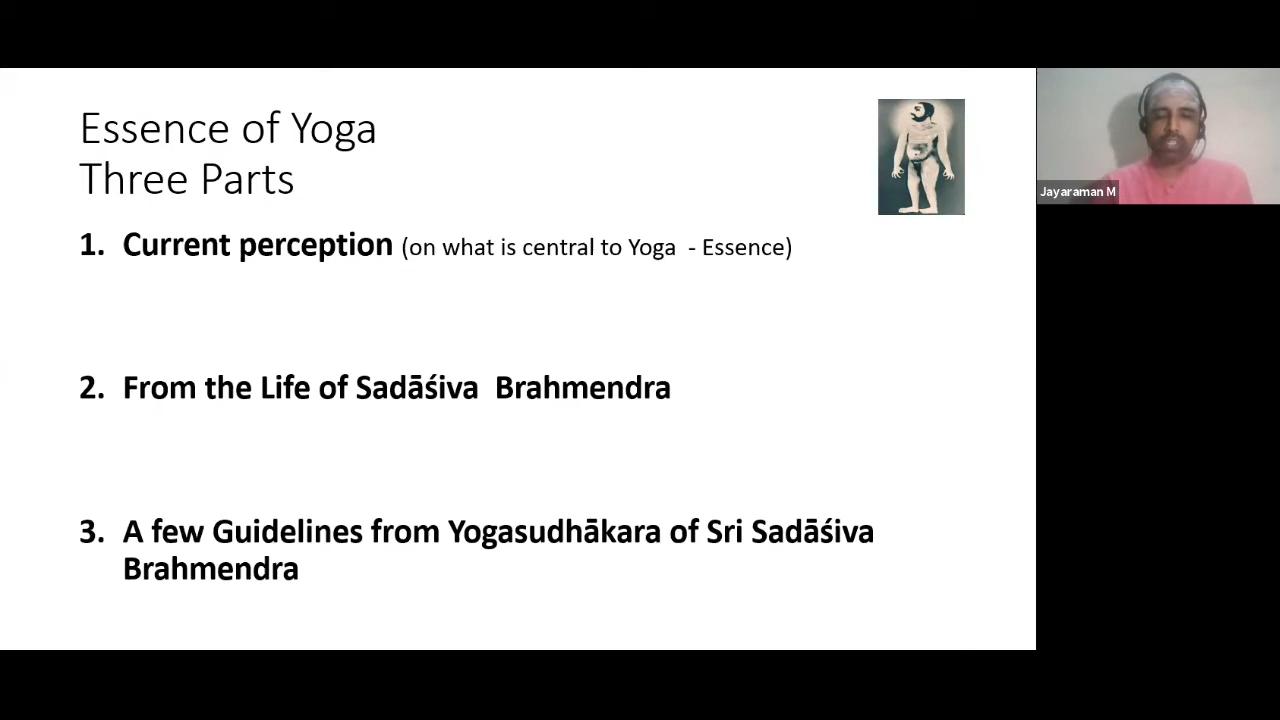 Essence of Yoga
Three Parts
1. Current perception (on what is central to Yoga - Essence)
2. From the Life of Sadāśiva Brahmendra
3. A few Guidelines from Yogasudhākara of Sri Sadāśiva
Brahmendra
Jayaraman M